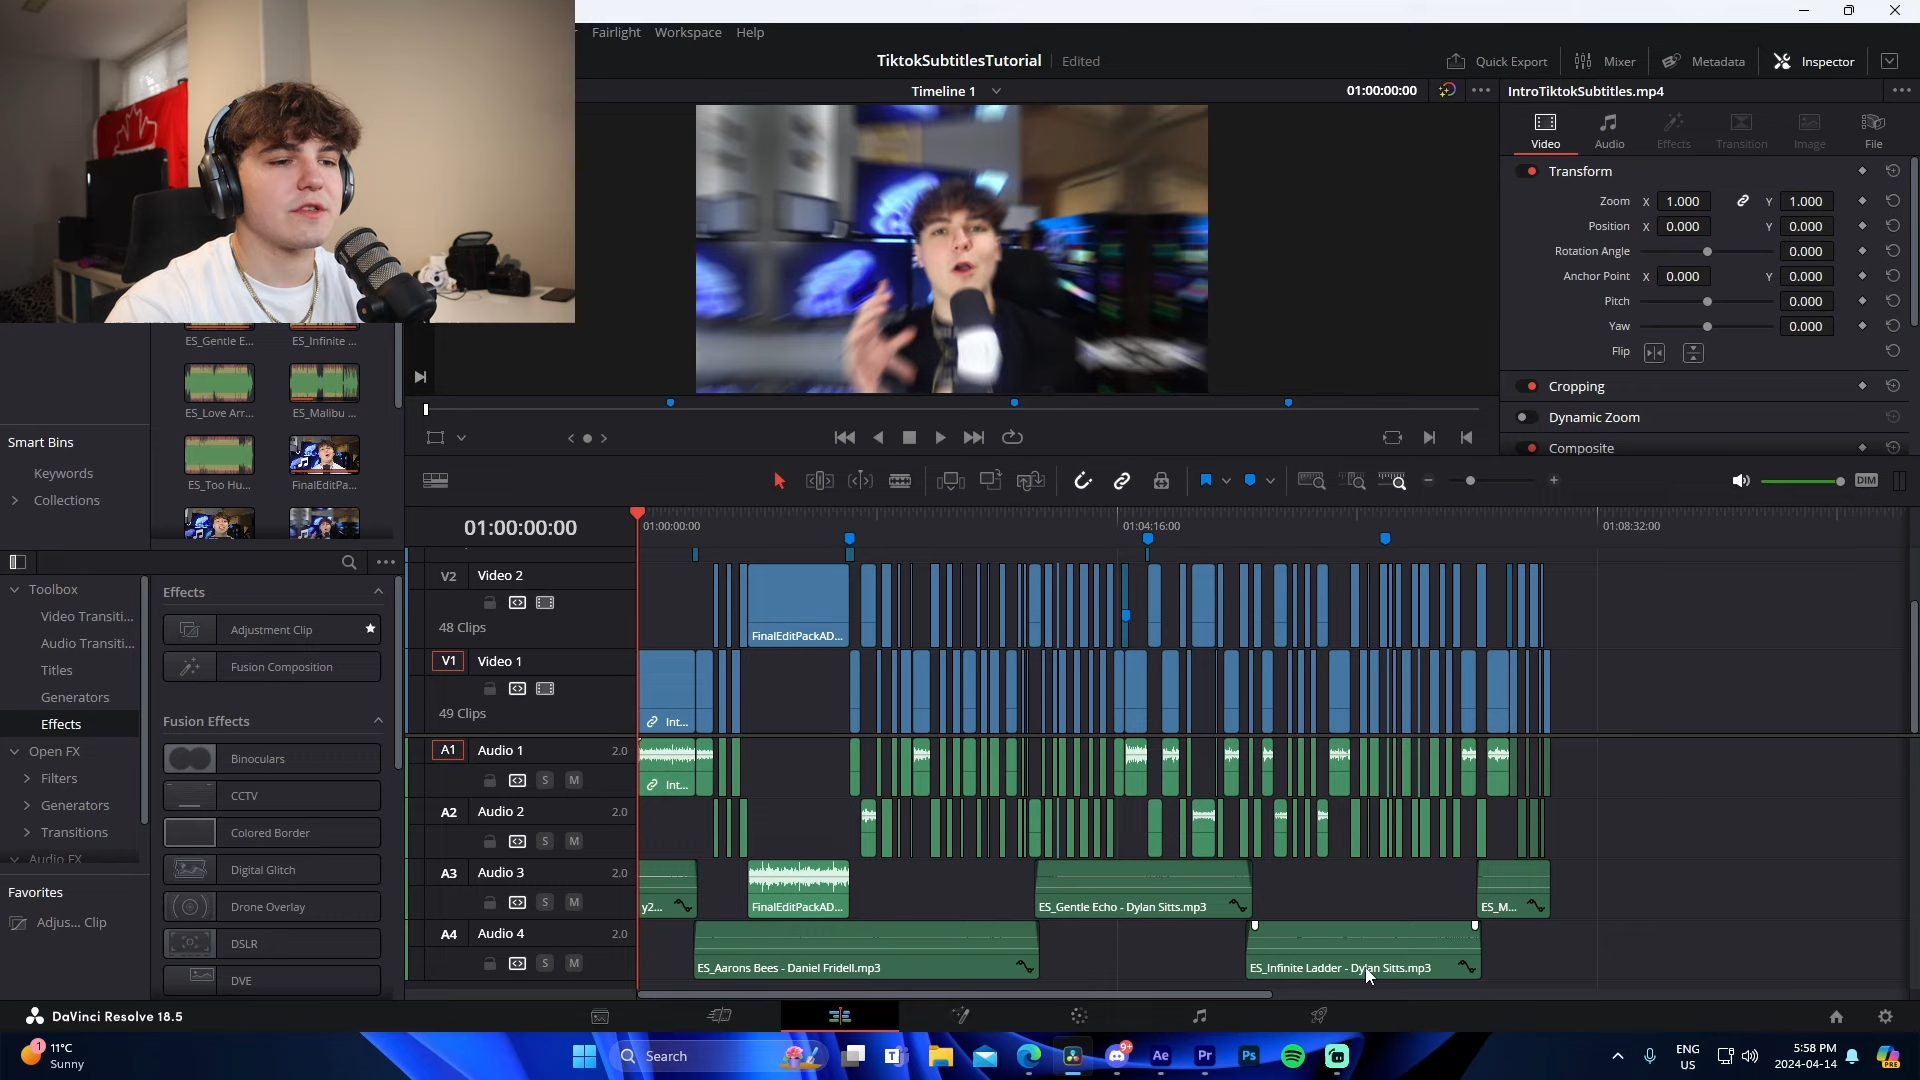 Fairlight Workspace Help
TiktokSubtitlesTutorial Edited
Quick Export Mixer Metadata Inspector
Timeline 1 01:00:00:00
IntroTiktokSubtitles.mp4
Video Audio Effects Transition Image File
Transform
Zoom X 1.000 Y 1.000
Position X 0.000 Y 0.000
Rotation Angle 0.000
Anchor Point X 0.000 Y 0.000
Pitch 0.000
Yaw 0.000
Flip
Cropping
Dynamic Zoom
Composite
ES_Gentle E... ES_Infinite ...
ES_Love Arr... ES_Malibu ...
ES_Too Hu... FinalEditPa...
Smart Bins
Keywords
Collections
DIM
01:00:00:00
01:00:00:00 01:04:16:00 01:08:32:00
V2 Video 2
48 Clips
FinalEditPackAD...
V1 Video 1
49 Clips
Int...
A1 Audio 1 2.0
S M
Int...
A2 Audio 2 2.0
S M
A3 Audio 3 2.0
S M
y2... FinalEditPackAD... ES_Gentle Echo - Dylan Sitts.mp3 ES_M...
A4 Audio 4 2.0
S M
ES_Aarons Bees - Daniel Fridell.mp3 ES_Infinite Ladder - Dylan Sitts.mp3
Toolbox
Video Transiti...
Audio Transiti...
Titles
Generators
Effects
Open FX
Filters
Generators
Transitions
Audio FX
Favorites
Adjus... Clip
Effects
Adjustment Clip
Fusion Composition
Fusion Effects
Binoculars
CCTV
Colored Border
Digital Glitch
Drone Overlay
DSLR
DVE
DaVinci Resolve 18.5
1
11°C
Sunny
Search
9+
Ae
Pr
Ps
ENG
US
5:58 PM
2024-04-14
PRE